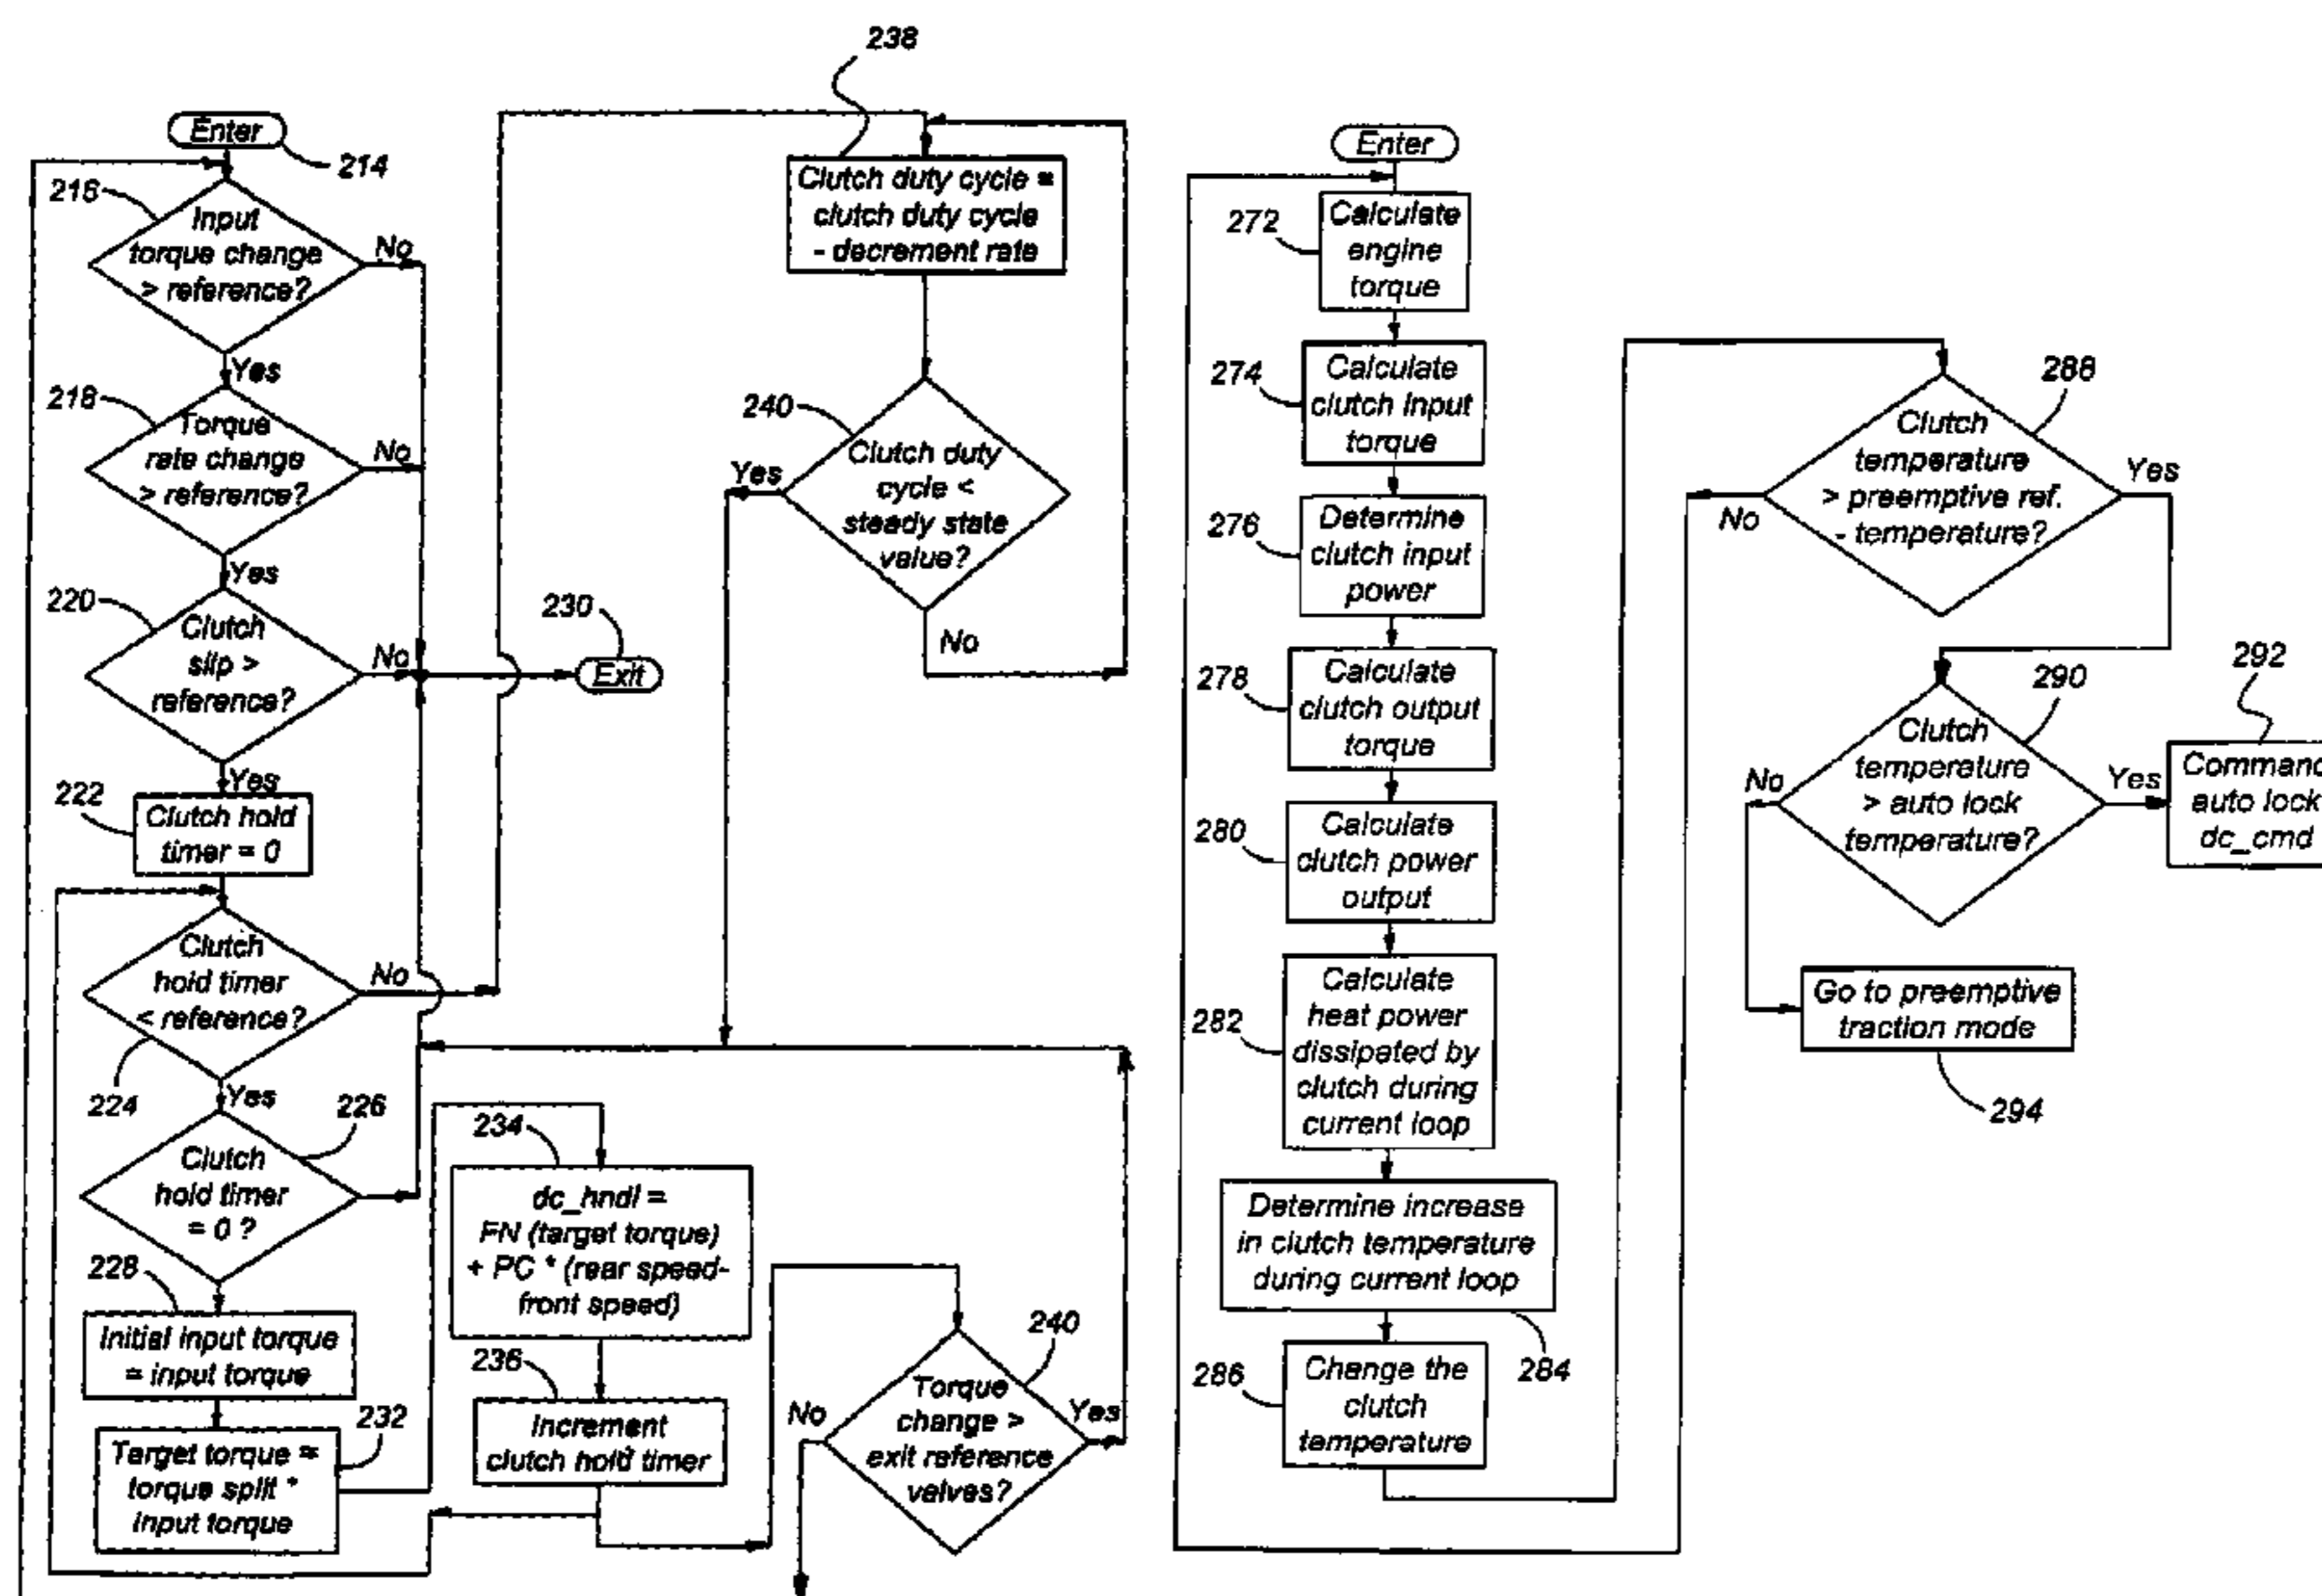 Enter
214
216
Input
torque change
> reference?
No
Yes
218
Torque
rate change
> reference?
No
Yes
220
Clutch
slip >
reference?
No
230
Exit
Yes
222
Clutch hold
timer = 0
Clutch
hold timer
< reference?
No
224
Yes
226
Clutch
hold timer
= 0 ?
228
Initial input torque
= input torque
232
Target torque =
torque split *
input torque
234
dc_hndl =
FN (target torque)
+ PC * (rear speed-
front speed)
236
Increment
clutch hold timer
240
Torque
change >
exit reference
valves?
No
Yes
238
Clutch duty cycle =
clutch duty cycle
- decrement rate
240
Clutch duty
cycle <
steady state
value?
Yes
No
Enter
272
Calculate
engine
torque
274
Calculate
clutch input
torque
276
Determine
clutch input
power
278
Calculate
clutch output
torque
280
Calculate
clutch power
output
282
Calculate
heat power
dissipated by
clutch during
current loop
Determine increase
in clutch temperature
during current loop
284
286
Change the
clutch
temperature
288
Clutch
temperature
> preemptive ref.
- temperature?
No
Yes
290
Clutch
temperature
> auto lock
temperature?
No
Yes
292
Command
auto lock
dc_cmd
Go to preemptive
traction mode
294